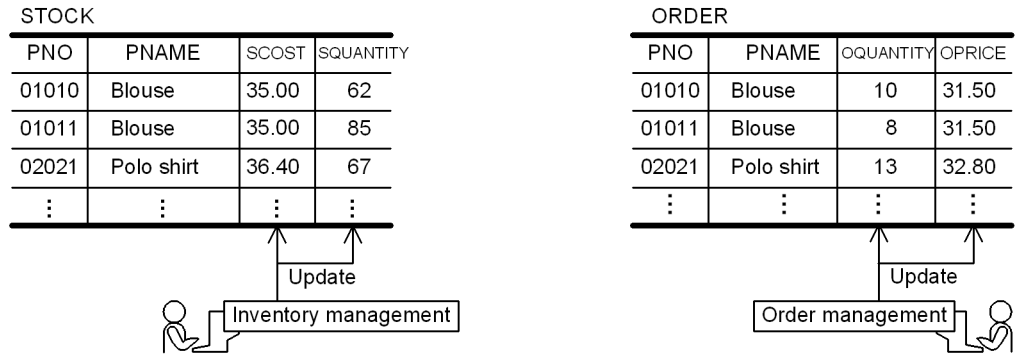 STOCK
PNO PNAME SCOST SQUANTITY
01010 Blouse 35.00 62
01011 Blouse 35.00 85
02021 Polo shirt 36.40 67
⋮ ⋮ ⋮ ⋮
Update
Inventory management
ORDER
PNO PNAME OQUANTITY OPRICE
01010 Blouse 10 31.50
01011 Blouse 8 31.50
02021 Polo shirt 13 32.80
⋮ ⋮ ⋮ ⋮
Update
Order management